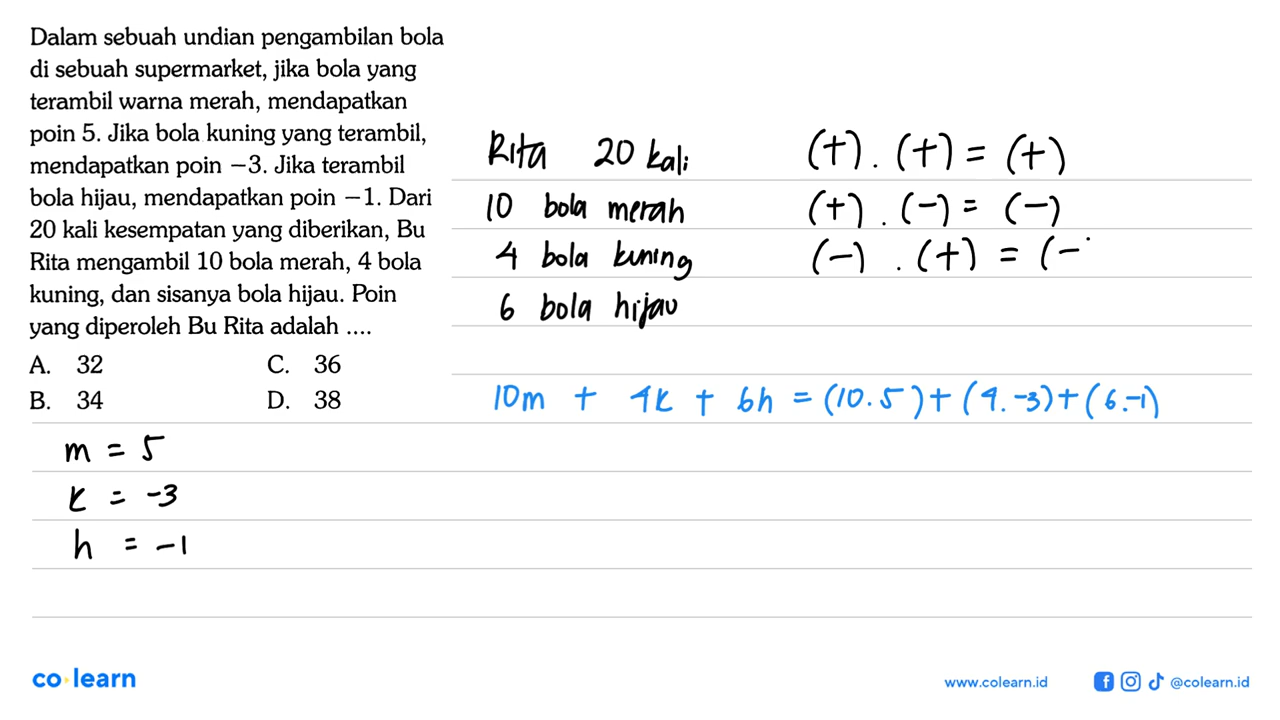 Dalam sebuah undian pengambilan bola
di sebuah supermarket, jika bola yang
terambil warna merah, mendapatkan
poin 5. Jika bola kuning yang terambil,
mendapatkan poin −3. Jika terambil
bola hijau, mendapatkan poin −1. Dari
20 kali kesempatan yang diberikan, Bu
Rita mengambil 10 bola merah, 4 bola
kuning, dan sisanya bola hijau. Poin
yang diperoleh Bu Rita adalah ....
A. 32 C. 36
B. 34 D. 38
m = 5
k = -3
h = -1
Rita 20 kali
10 bola merah
4 bola kuning
6 bola hijau
(+) . (+) = (+)
(+) . (-) = (-)
(-) . (+) = (-
10m + 4k + 6h = (10.5) + (4.-3) + (6.-1)
co learn
www.colearn.id
@colearn.id